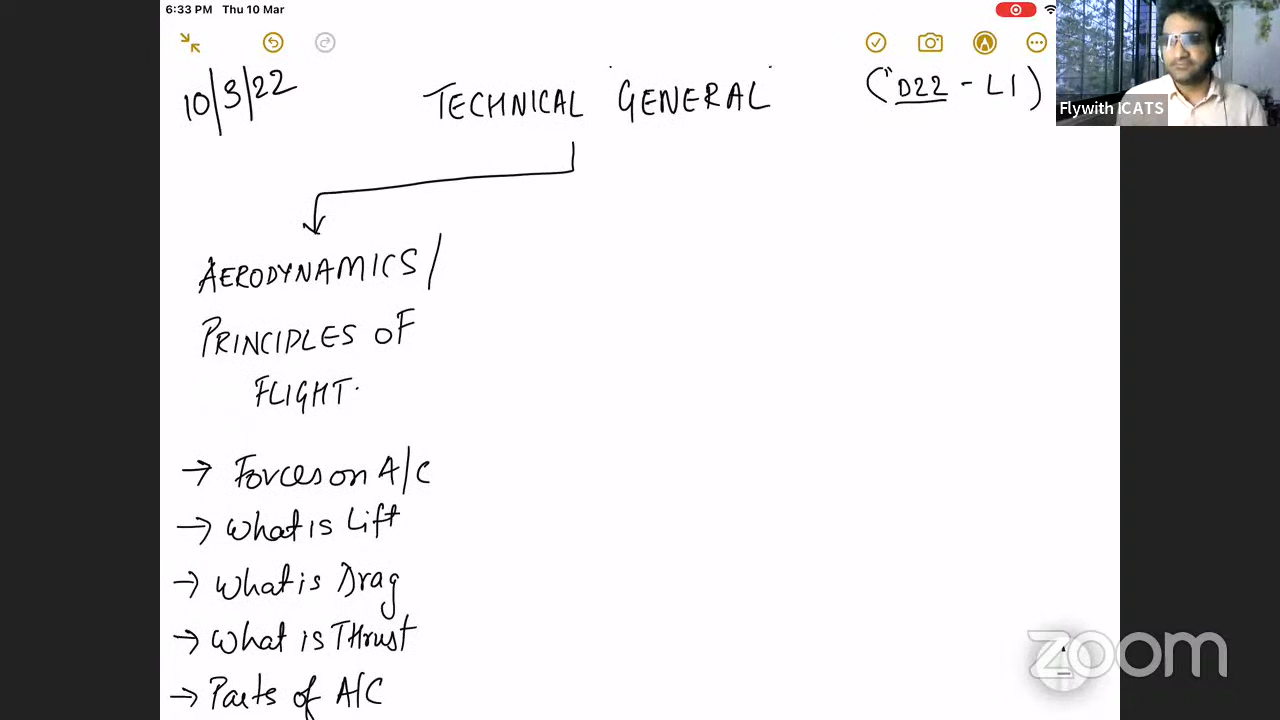 6:33 PM Thu 10 Mar
10/3/22 TECHNICAL GENERAL (D22 - L1)
Flywith ICATS
AERODYNAMICS/
PRINCIPLES OF
FLIGHT.
→ Forces on A/C
→ What is Lift
→ What is Drag
→ What is THrust
→ Parts of A/C
zoom